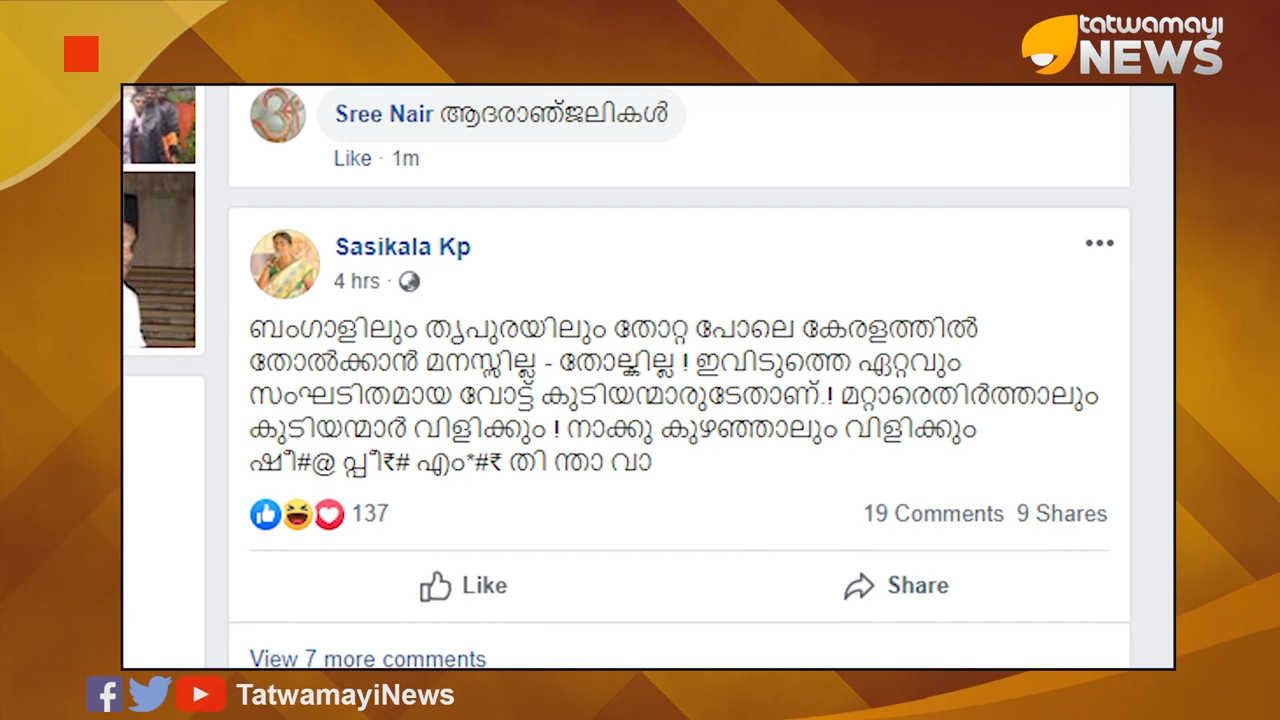 tatwamayi
NEWS
Sree Nair ആദരാഞ്ജലികൾ
Like · 1m
Sasikala Kp
4 hrs ·
ബംഗാളിലും തൃപുരയിലും തോറ്റ പോലെ കേരളത്തിൽ
തോൽക്കാൻ മനസ്സില്ല - തോല്ക്കില്ല ! ഇവിടുത്തെ ഏറ്റവും
സംഘടിതമായ വോട്ട് കുടിയന്മാരുടേതാണ്.! മറ്റാരെതിർത്താലും
കുടിയന്മാർ വിളിക്കും ! നാക്കു കുഴഞ്ഞാലും വിളിക്കും
ഷീ#@ പ്പീ₹# എം*#₹ തി ന്താ വാ
137
19 Comments 9 Shares
Like
Share
View 7 more comments
TatwamayiNews